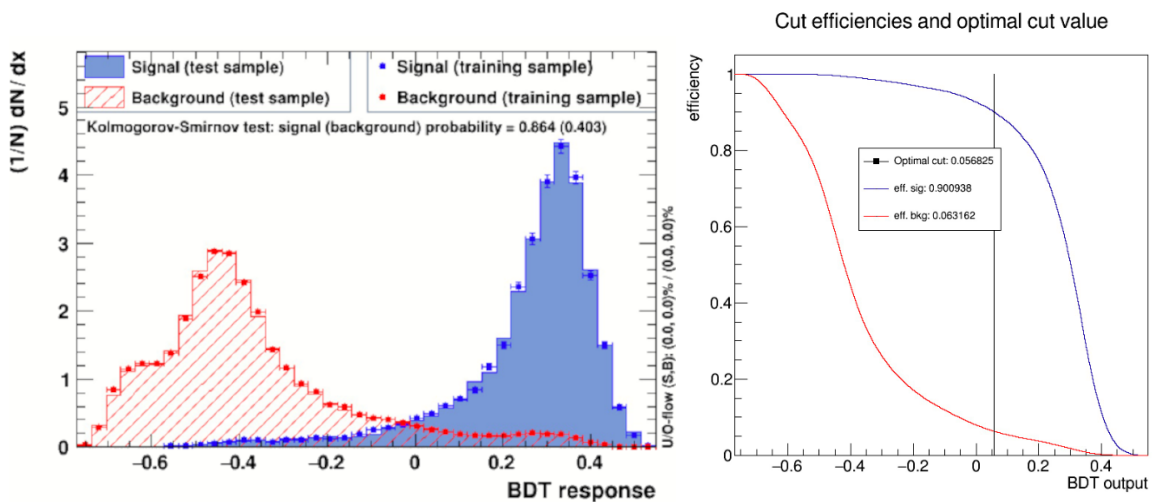 Signal (test sample)
Background (test sample)
Signal (training sample)
Background (training sample)
Kolmogorov-Smirnov test: signal (background) probability = 0.864 (0.403)
(1/N) dN / dx
5
4
3
2
1
0
−0.6
−0.4
−0.2
0
0.2
0.4
BDT response
U/O-flow (S,B): (0.0, 0.0)% / (0.0, 0.0)%
Cut efficiencies and optimal cut value
efficiency
1
0.8
0.6
0.4
0.2
0
Optimal cut: 0.056825
eff. sig: 0.900938
eff. bkg: 0.063162
−0.6
−0.4
−0.2
0
0.2
0.4
BDT output